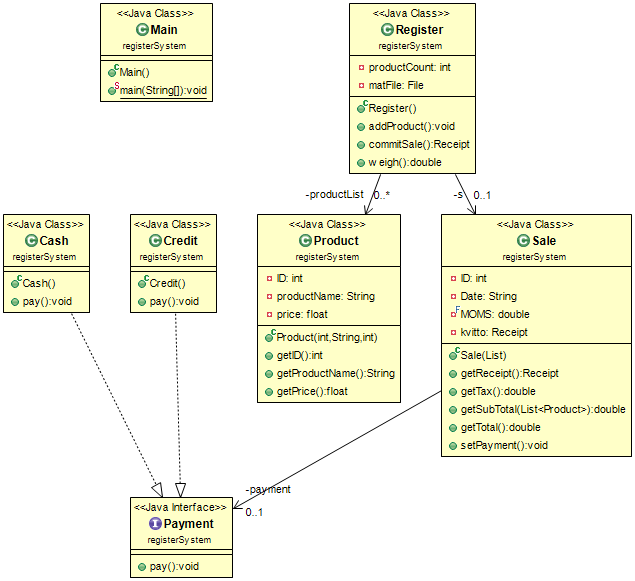 <<Java Class>>
Main
registerSystem
Main()
main(String[]):void
<<Java Class>>
Register
registerSystem
productCount: int
matFile: File
Register()
addProduct():void
commitSale():Receipt
weigh():double
-productList
0..*
-s
0..1
<<Java Class>>
Cash
registerSystem
Cash()
pay():void
<<Java Class>>
Credit
registerSystem
Credit()
pay():void
<<Java Class>>
Product
registerSystem
ID: int
productName: String
price: float
Product(int,String,int)
getID():int
getProductName():String
getPrice():float
<<Java Class>>
Sale
registerSystem
ID: int
Date: String
MOMS: double
kvitto: Receipt
Sale(List)
getReceipt():Receipt
getTax():double
getSubTotal(List<Product>):double
getTotal():double
setPayment():void
-payment
0..1
<<Java Interface>>
Payment
registerSystem
pay():void